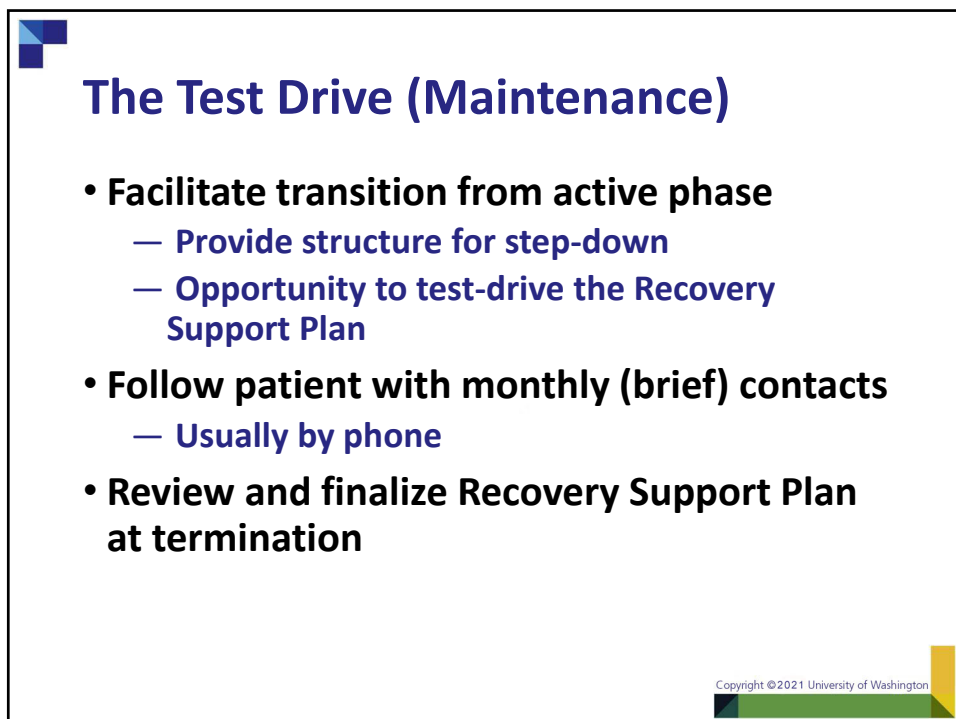 The Test Drive (Maintenance)
• Facilitate transition from active phase
— Provide structure for step-down
— Opportunity to test-drive the Recovery
Support Plan
• Follow patient with monthly (brief) contacts
— Usually by phone
• Review and finalize Recovery Support Plan
at termination
Copyright ©2021 University of Washington